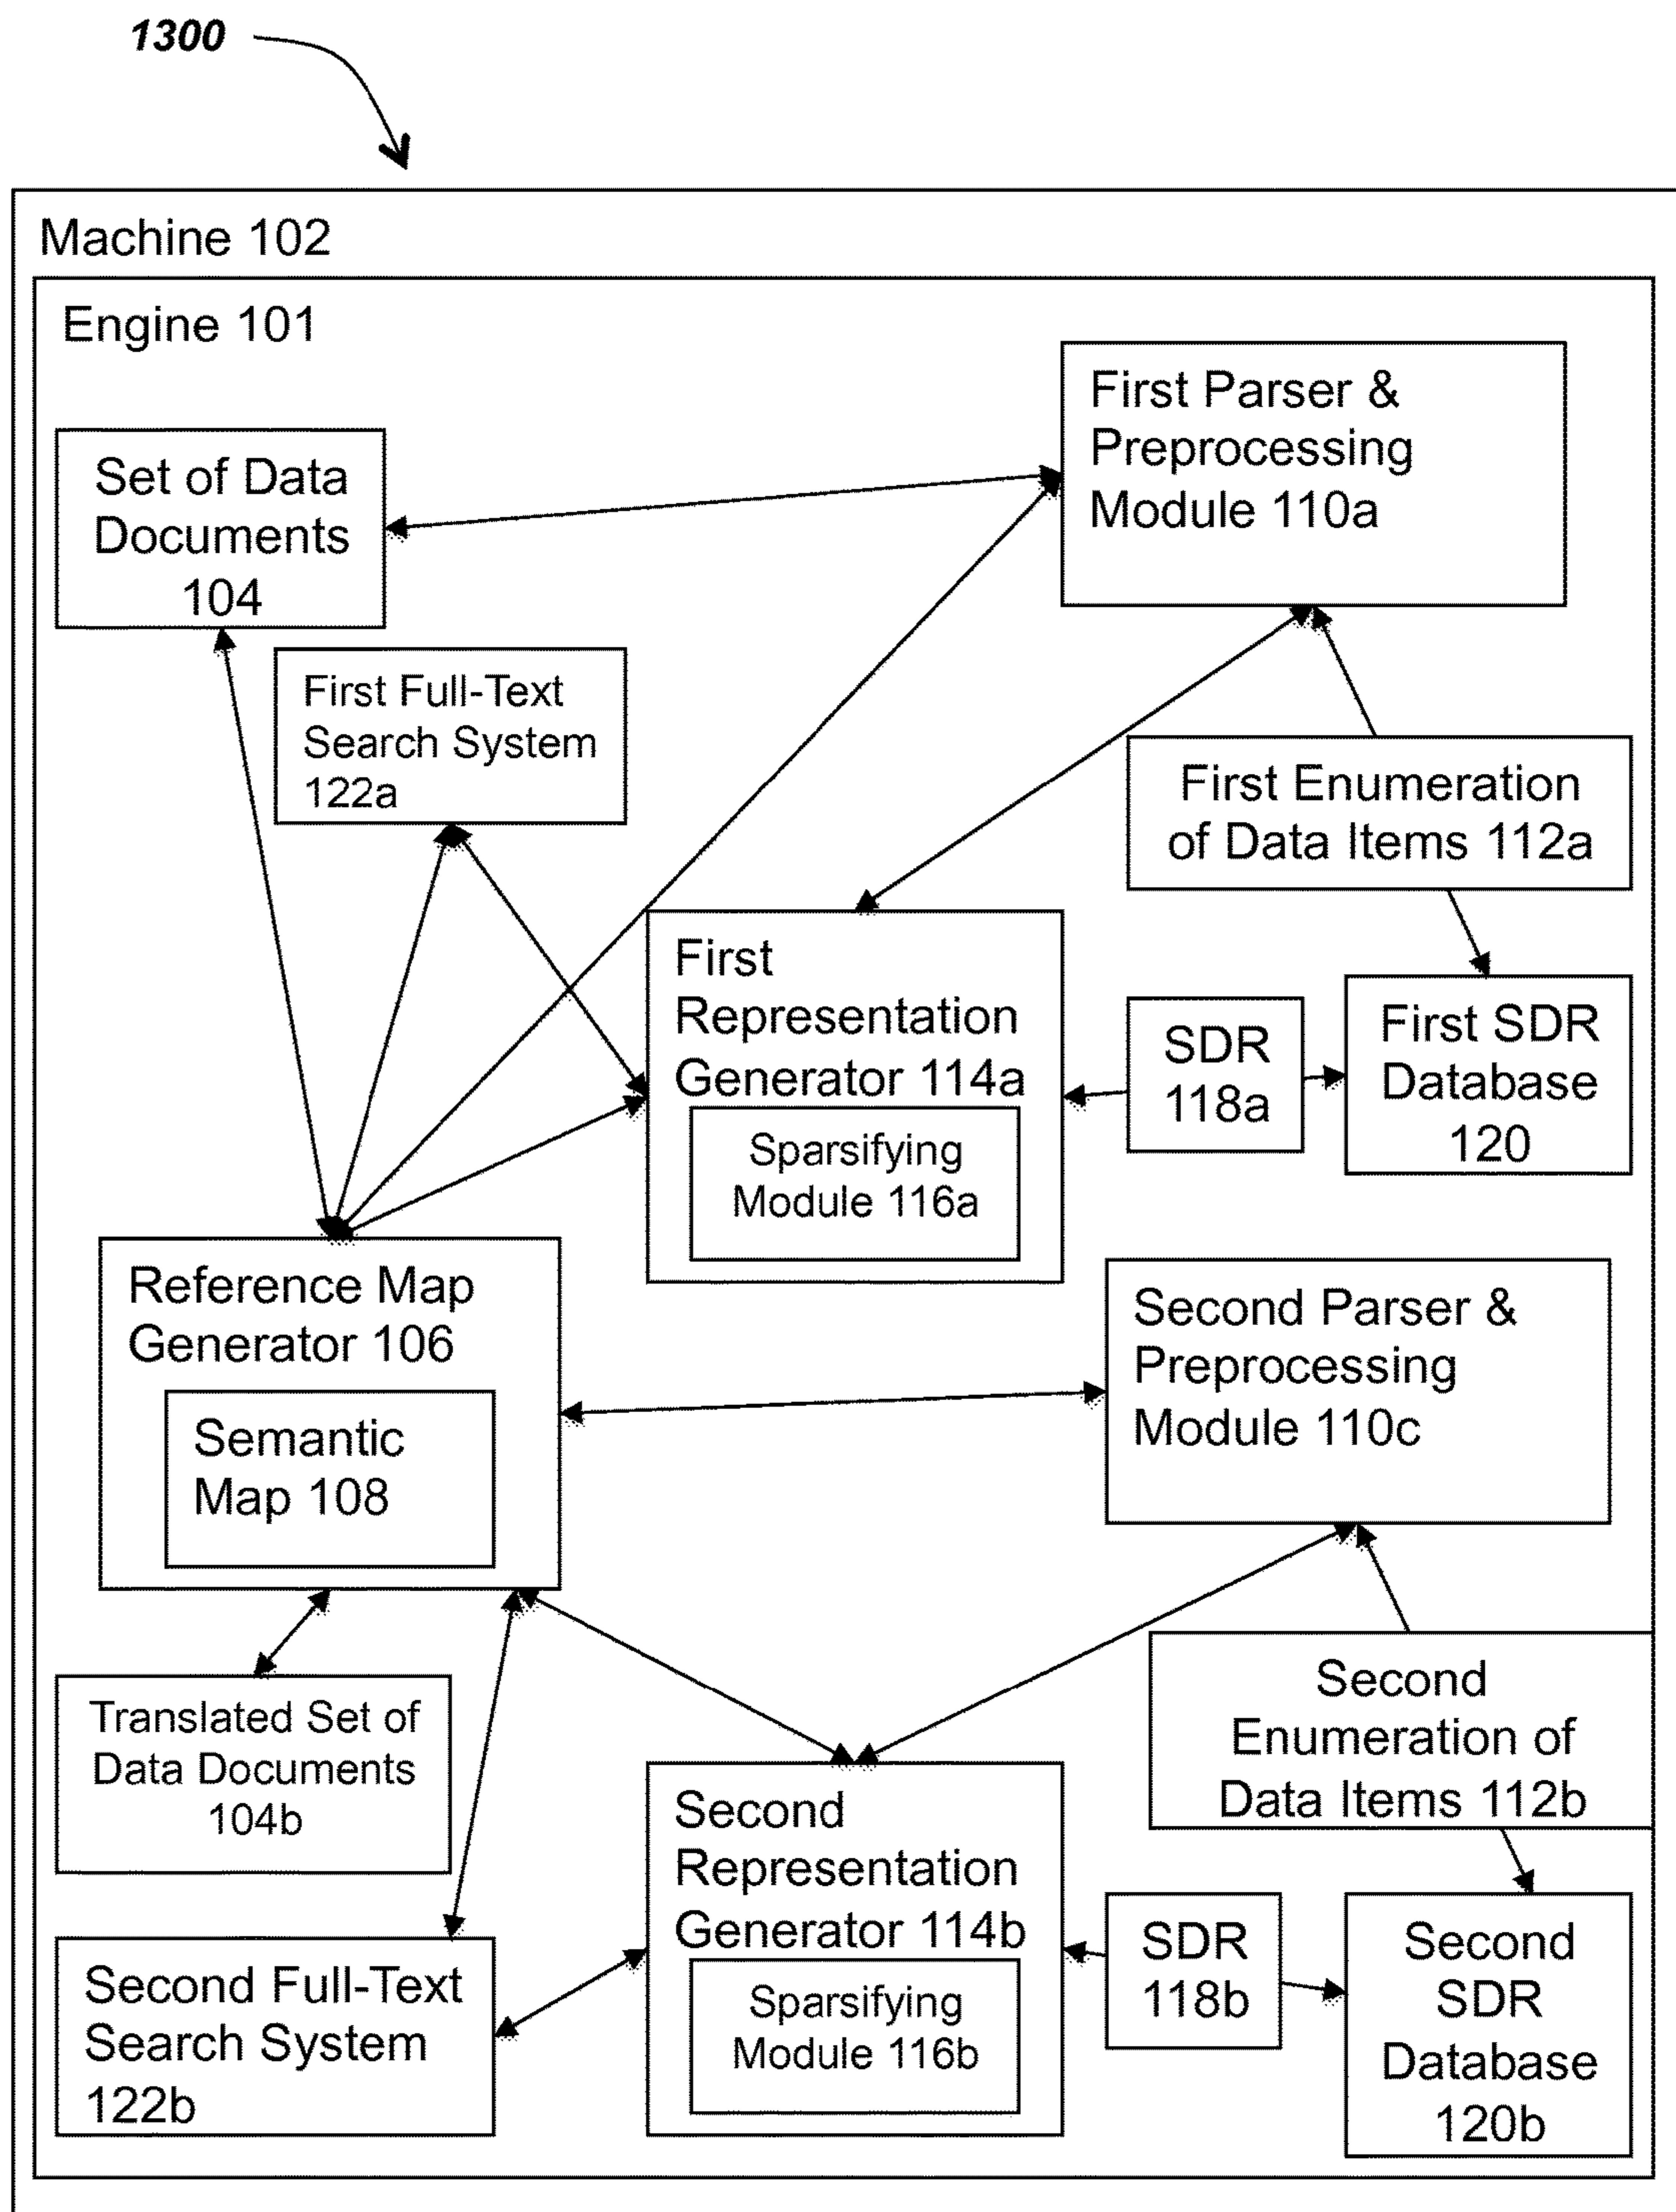 1300
Machine 102
Engine 101
First Parser &
Preprocessing
Module 110a
Set of Data
Documents
104
First Full-Text
Search System
122a
First Enumeration
of Data Items 112a
First
Representation
Generator 114a
Sparsifying
Module 116a
SDR
118a
First SDR
Database
120
Reference Map
Generator 106
Semantic
Map 108
Second Parser &
Preprocessing
Module 110c
Second
Enumeration of
Data Items 112b
Translated Set of
Data Documents
104b
Second
Representation
Generator 114b
Sparsifying
Module 116b
SDR
118b
Second
SDR
Database
120b
Second Full-Text
Search System
122b